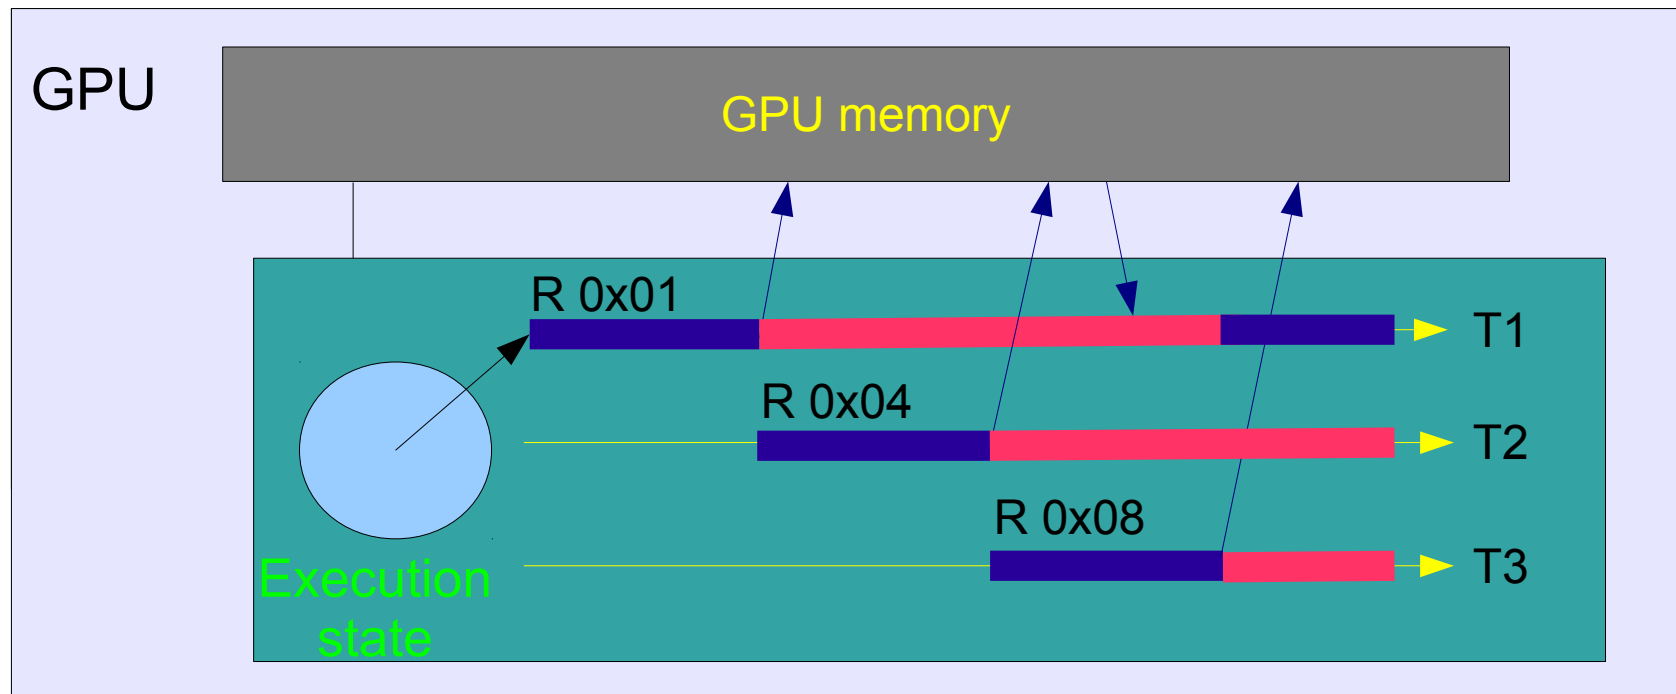 GPU
GPU memory
R 0x01
T1
R 0x04
T2
R 0x08
T3
Execution
state